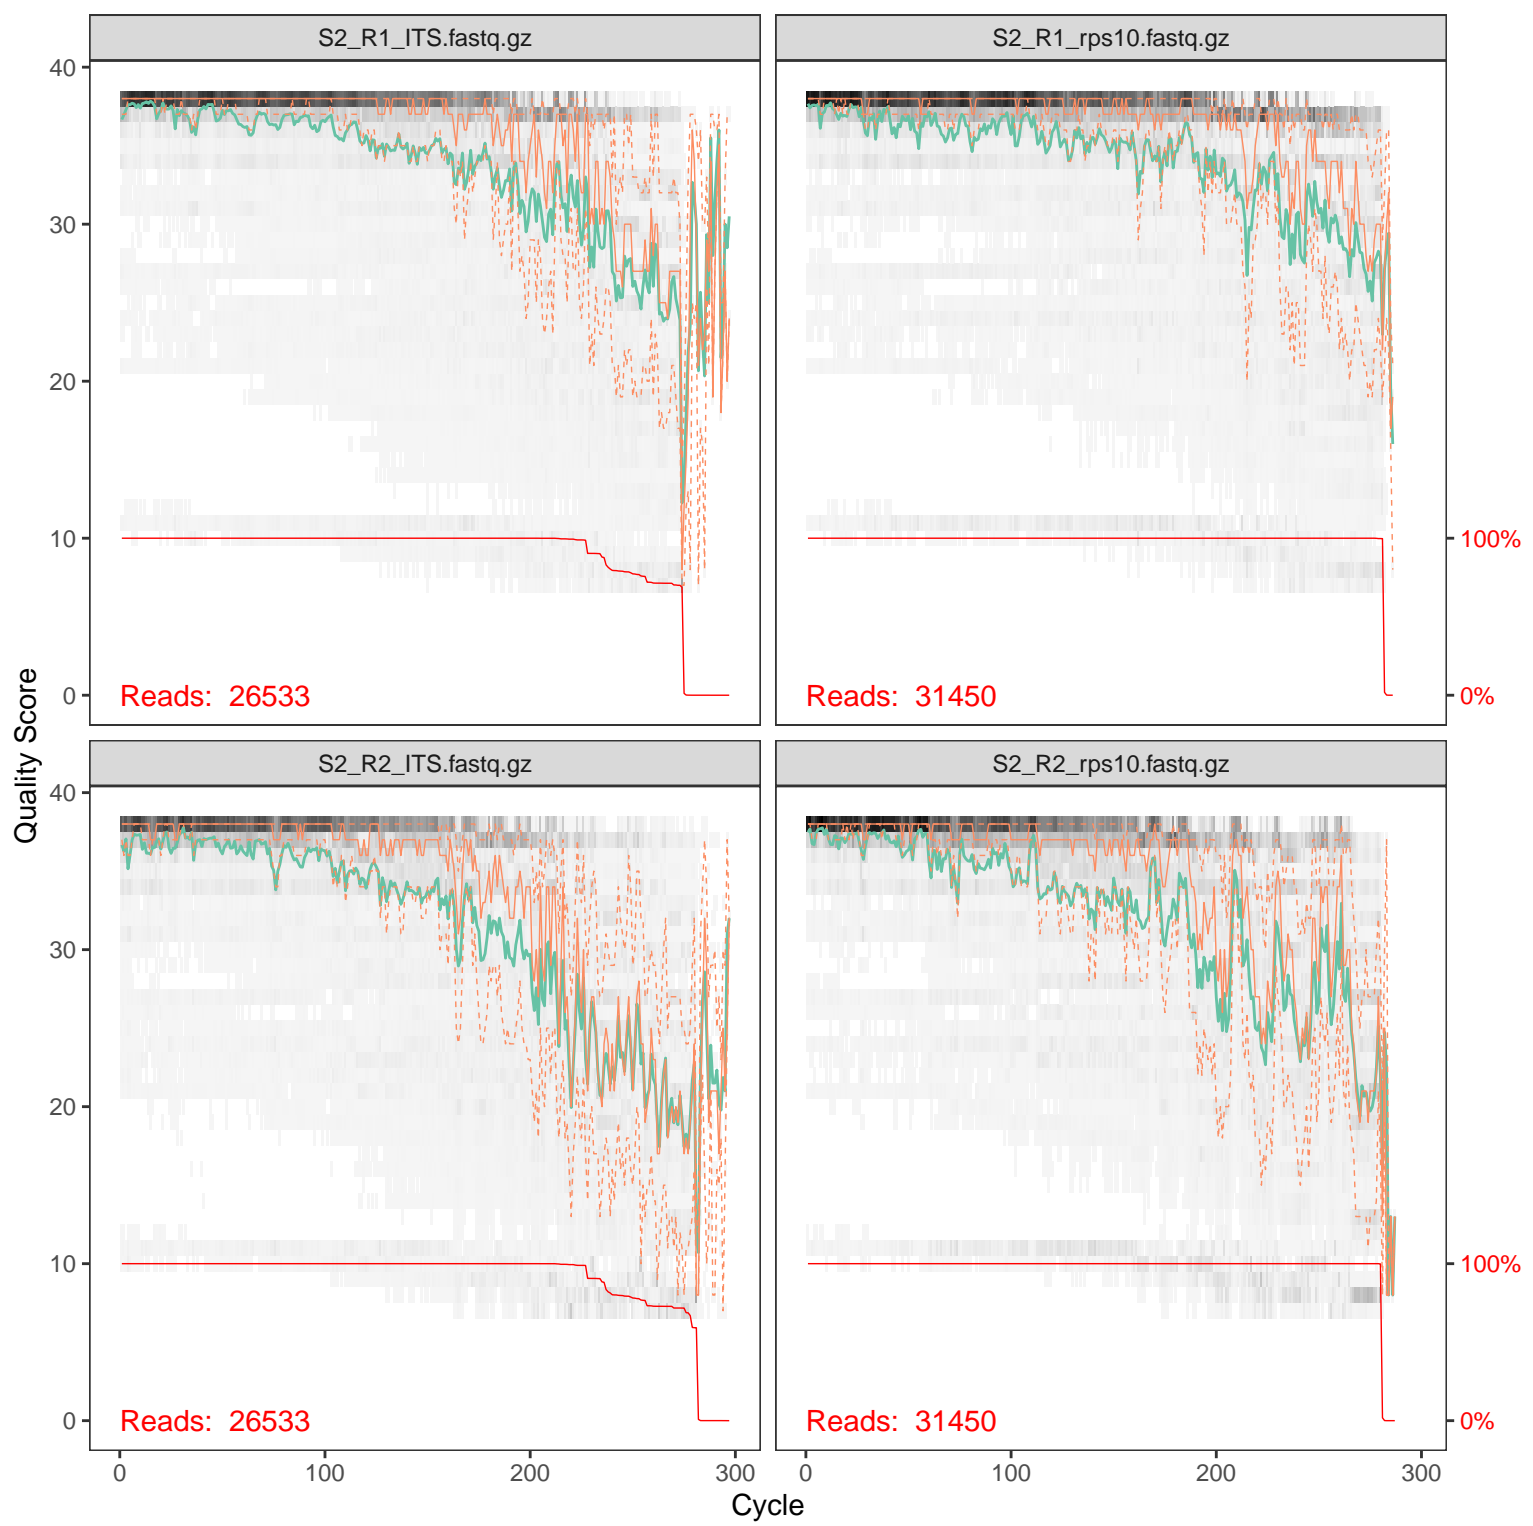 S2_R1_ITS.fastq.gz
S2_R1_rps10.fastq.gz
40
30
20
10
0
100%
0%
Reads: 26533
Reads: 31450
Quality Score
S2_R2_ITS.fastq.gz
S2_R2_rps10.fastq.gz
40
30
20
10
0
100%
0%
Reads: 26533
Reads: 31450
0 100 200 300
0 100 200 300
Cycle